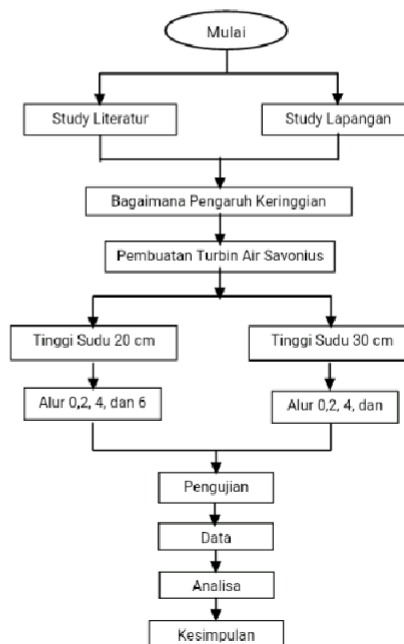 Mulai
Study Literatur
Study Lapangan
Bagaimana Pengaruh Keringgian
Pembuatan Turbin Air Savonius
Tinggi Sudu 20 cm
Tinggi Sudu 30 cm
Alur 0,2, 4, dan 6
Alur 0,2, 4, dan
Pengujian
Data
Analisa
Kesimpulan